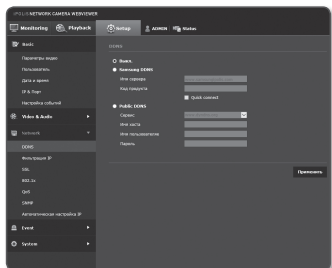 iPOLiS NETWORK CAMERA WEBVIEWER
Monitoring
Playback
Setup
ADMIN
Status
Basic
Параметры видео
Пользователь
Дата и время
IP & Порт
Настройка событий
Video & Audio
Network
DDNS
Фильтрация IP
SSL
802.1x
QoS
SNMP
Автоматическая настройка IP
Event
System
DDNS
Выкл.
Samsung DDNS
Имя сервера
Код продукта
Quick connect
Public DDNS
Сервис
Имя хоста
Имя пользователя
Пароль
Применить